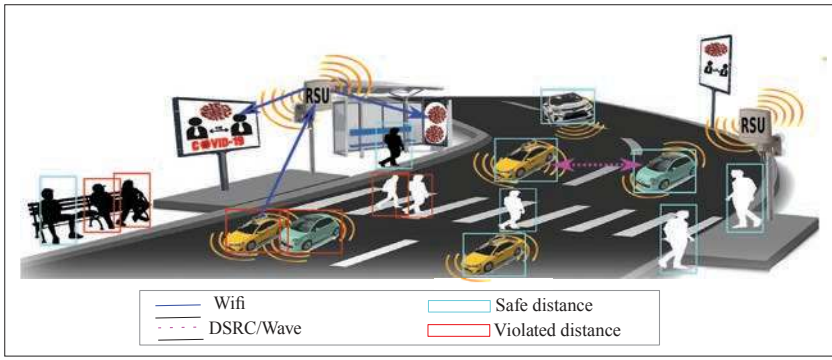 RSU
COVID-19
RSU
Wifi
Safe distance
DSRC/Wave
Violated distance